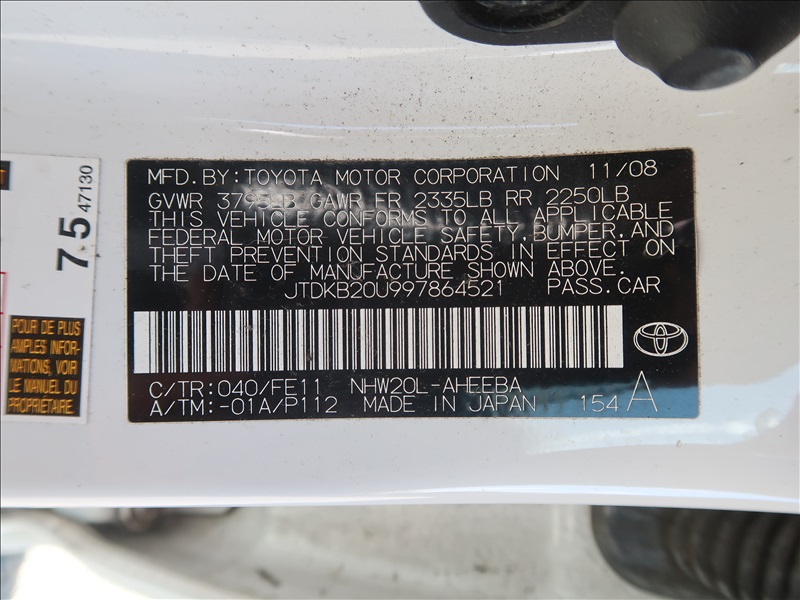 MFD.BY:TOYOTA MOTOR CORPORATION 11/08
GVWR 3795LB GAWR FR 2335LB RR 2250LB
THIS VEHICLE CONFORMS TO ALL APPLICABLE
FEDERAL MOTOR VEHICLE SAFETY,BUMPER,AND
THEFT PREVENTION STANDARDS IN EFFECT ON
THE DATE OF MANUFACTURE SHOWN ABOVE.
JTDKB20U997864521 PASS.CAR
C/TR:040/FE11 NHW20L-AHEEBA
A/TM:-01A/P112 MADE IN JAPAN 154 A
75
47130
POUR DE PLUS
AMPLES INFOR-
MATIONS, VOIR
LE MANUEL DU
PROPRIÉTAIRE.